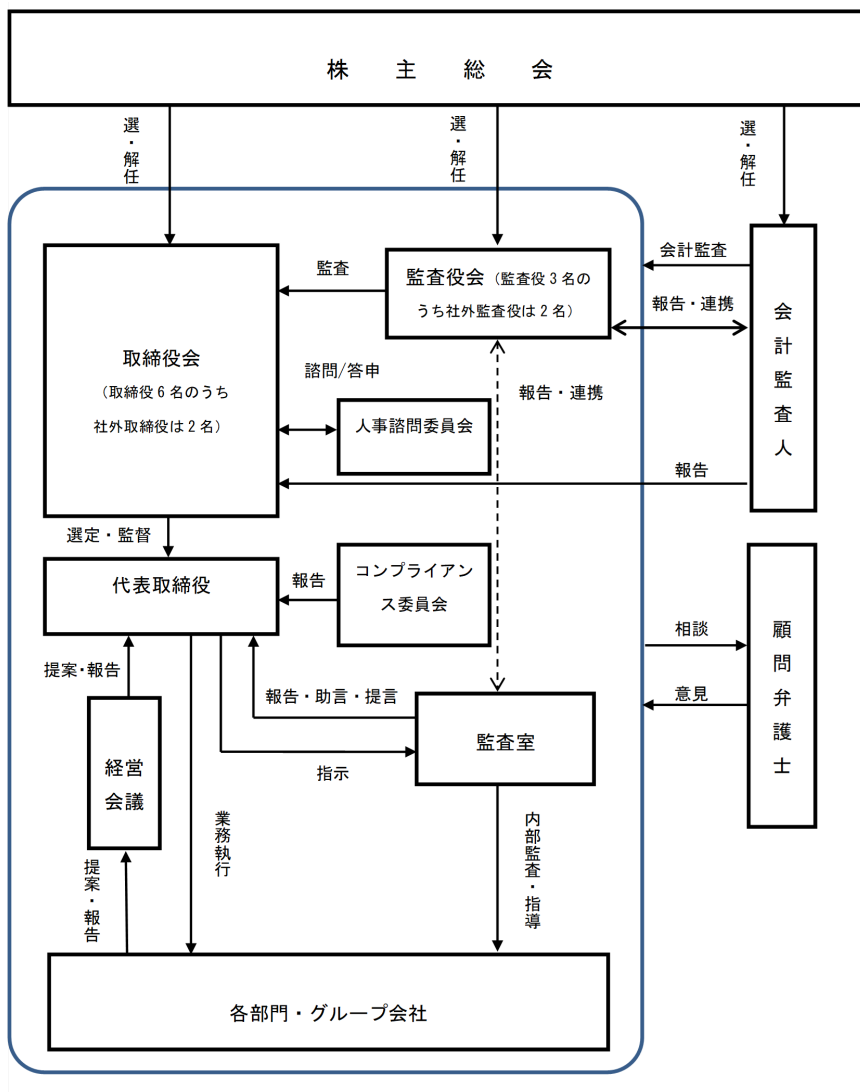 株主総会
選・解任
選・解任
選・解任
監査役会（監査役3名の
うち社外監査役は2名）
監査
会計監査
報告・連携
会計監査人
取締役会
（取締役6名のうち
社外取締役は2名）
諮問/答申
人事諮問委員会
報告・連携
報告
選定・監督
代表取締役
報告
コンプライアン
ス委員会
相談
意見
顧問弁護士
提案・報告
報告・助言・提言
監査室
指示
経営
会議
業務執行
内部監査・指導
提案・報告
各部門・グループ会社